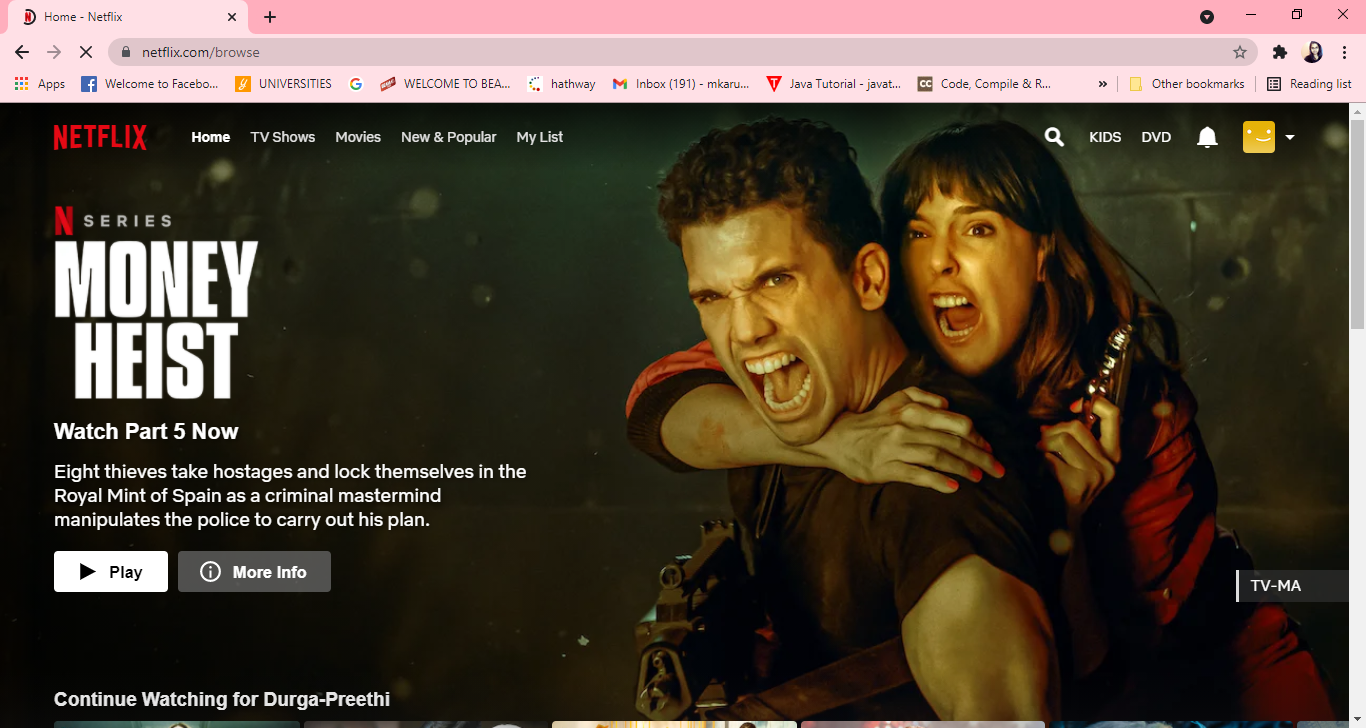 Home - Netflix
netflix.com/browse
Apps
Welcome to Facebo...
UNIVERSITIES
WELCOME TO BEA...
hathway
Inbox (191) - mkaru...
Java Tutorial - javat...
Code, Compile & R...
»
Other bookmarks
Reading list
NETFLIX
Home
TV Shows
Movies
New & Popular
My List
KIDS
DVD
N SERIES
MONEY
HEIST
Watch Part 5 Now
Eight thieves take hostages and lock themselves in the
Royal Mint of Spain as a criminal mastermind
manipulates the police to carry out his plan.
Play
More Info
TV-MA
Continue Watching for Durga-Preethi